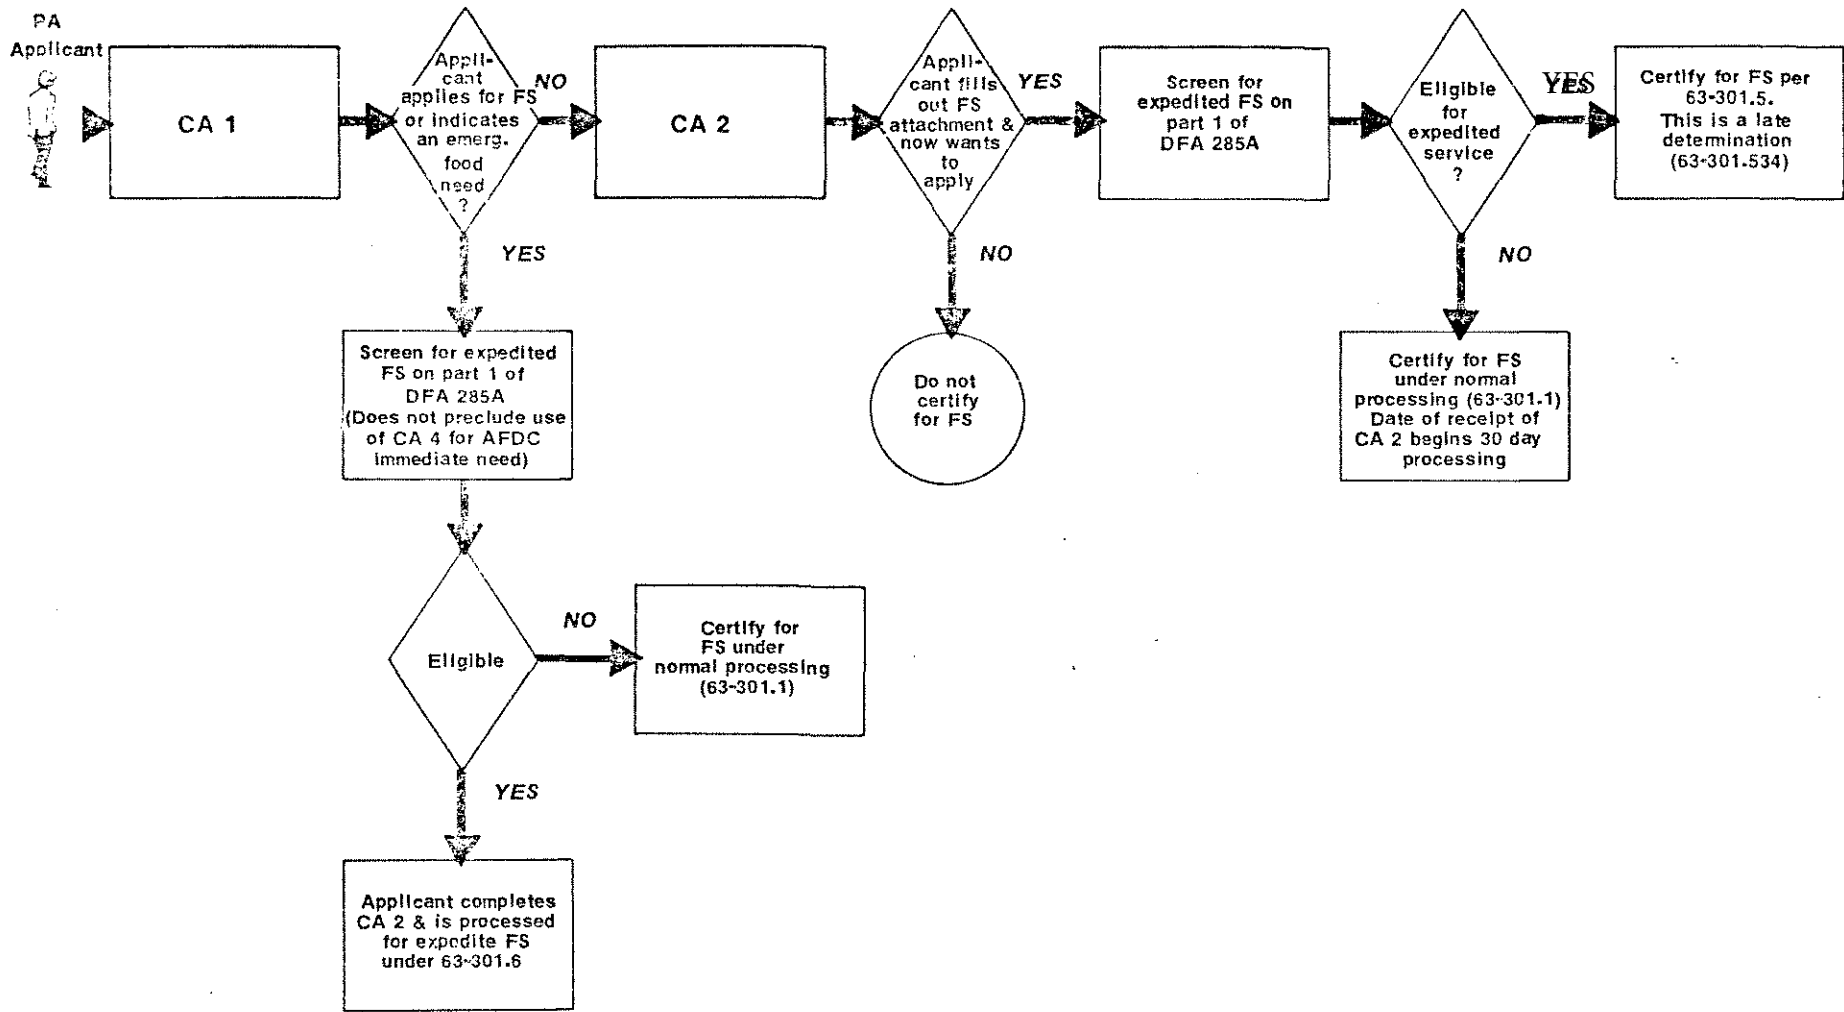 PA
Applicant
CA 1
Appli-
cant
applies for FS
or indicates
an emerg.
food
need
?
NO
YES
CA 2
Appli-
cant fills
out FS
attachment &
now wants
to
apply
YES
NO
Screen for
expedited FS on
part 1 of
DFA 285A
Eligible
for
expedited
service
?
YES
NO
Certify for FS per
63-301.5.
This is a late
determination
(63-301.534)
Screen for expedited
FS on part 1 of
DFA 285A
(Does not preclude use
of CA 4 for AFDC
immediate need)
Do not
certify
for FS
Certify for FS
under normal
processing (63-301.1)
Date of receipt of
CA 2 begins 30 day
processing
Eligible
NO
YES
Certify for
FS under
normal processing
(63-301.1)
Applicant completes
CA 2 & is processed
for expedite FS
under 63-301.6